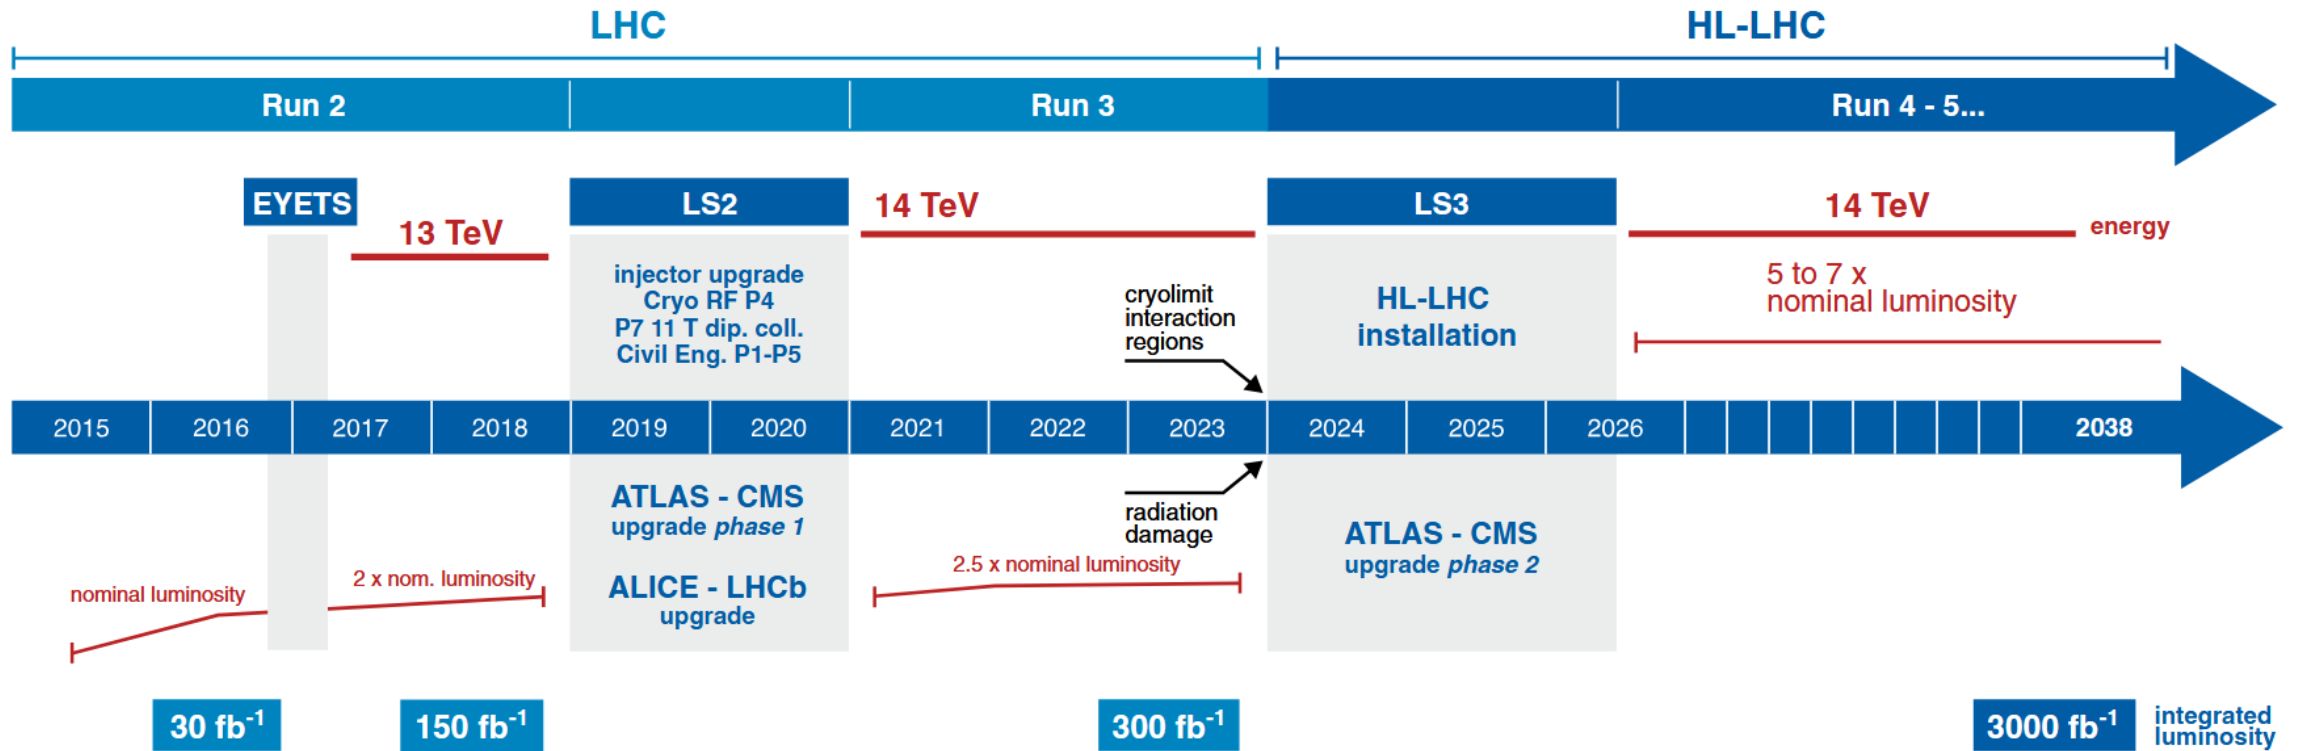 LHC
HL-LHC
Run 2
Run 3
Run 4 - 5...
EYETS
13 TeV
LS2
14 TeV
LS3
14 TeV
energy
injector upgrade
Cryo RF P4
P7 11 T dip. coll.
Civil Eng. P1-P5
cryolimit
interaction
regions
HL-LHC
installation
5 to 7 x
nominal luminosity
2015
2016
2017
2018
2019
2020
2021
2022
2023
2024
2025
2026
2038
ATLAS - CMS
upgrade phase 1
ALICE - LHCb
upgrade
radiation
damage
ATLAS - CMS
upgrade phase 2
nominal luminosity
2 x nom. luminosity
2.5 x nominal luminosity
30 fb⁻¹
150 fb⁻¹
300 fb⁻¹
3000 fb⁻¹
integrated
luminosity